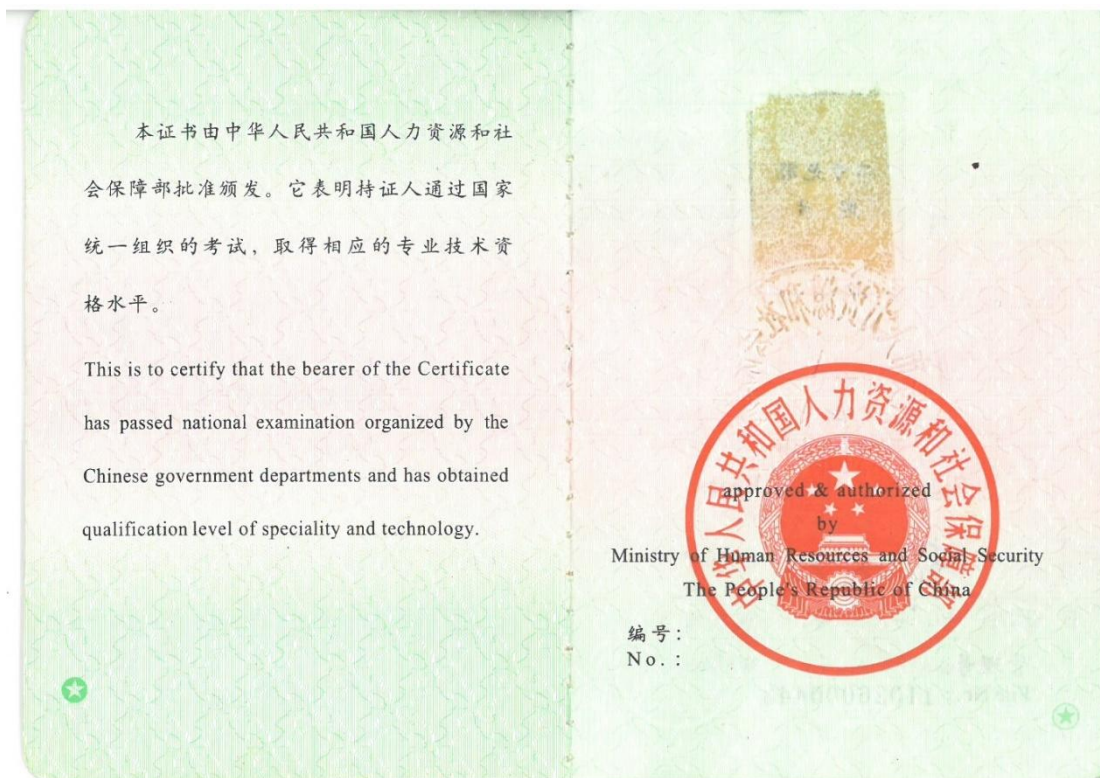 本证书由中华人民共和国人力资源和社
会保障部批准颁发。它表明持证人通过国家
统一组织的考试，取得相应的专业技术资
格水平。
This is to certify that the bearer of the Certificate
has passed national examination organized by the
Chinese government departments and has obtained
qualification level of speciality and technology.
中华人民共和国人力资源和社会保障部
approved & authorized
by
Ministry of Human Resources and Social Security
The People's Republic of China
编号：
No.：